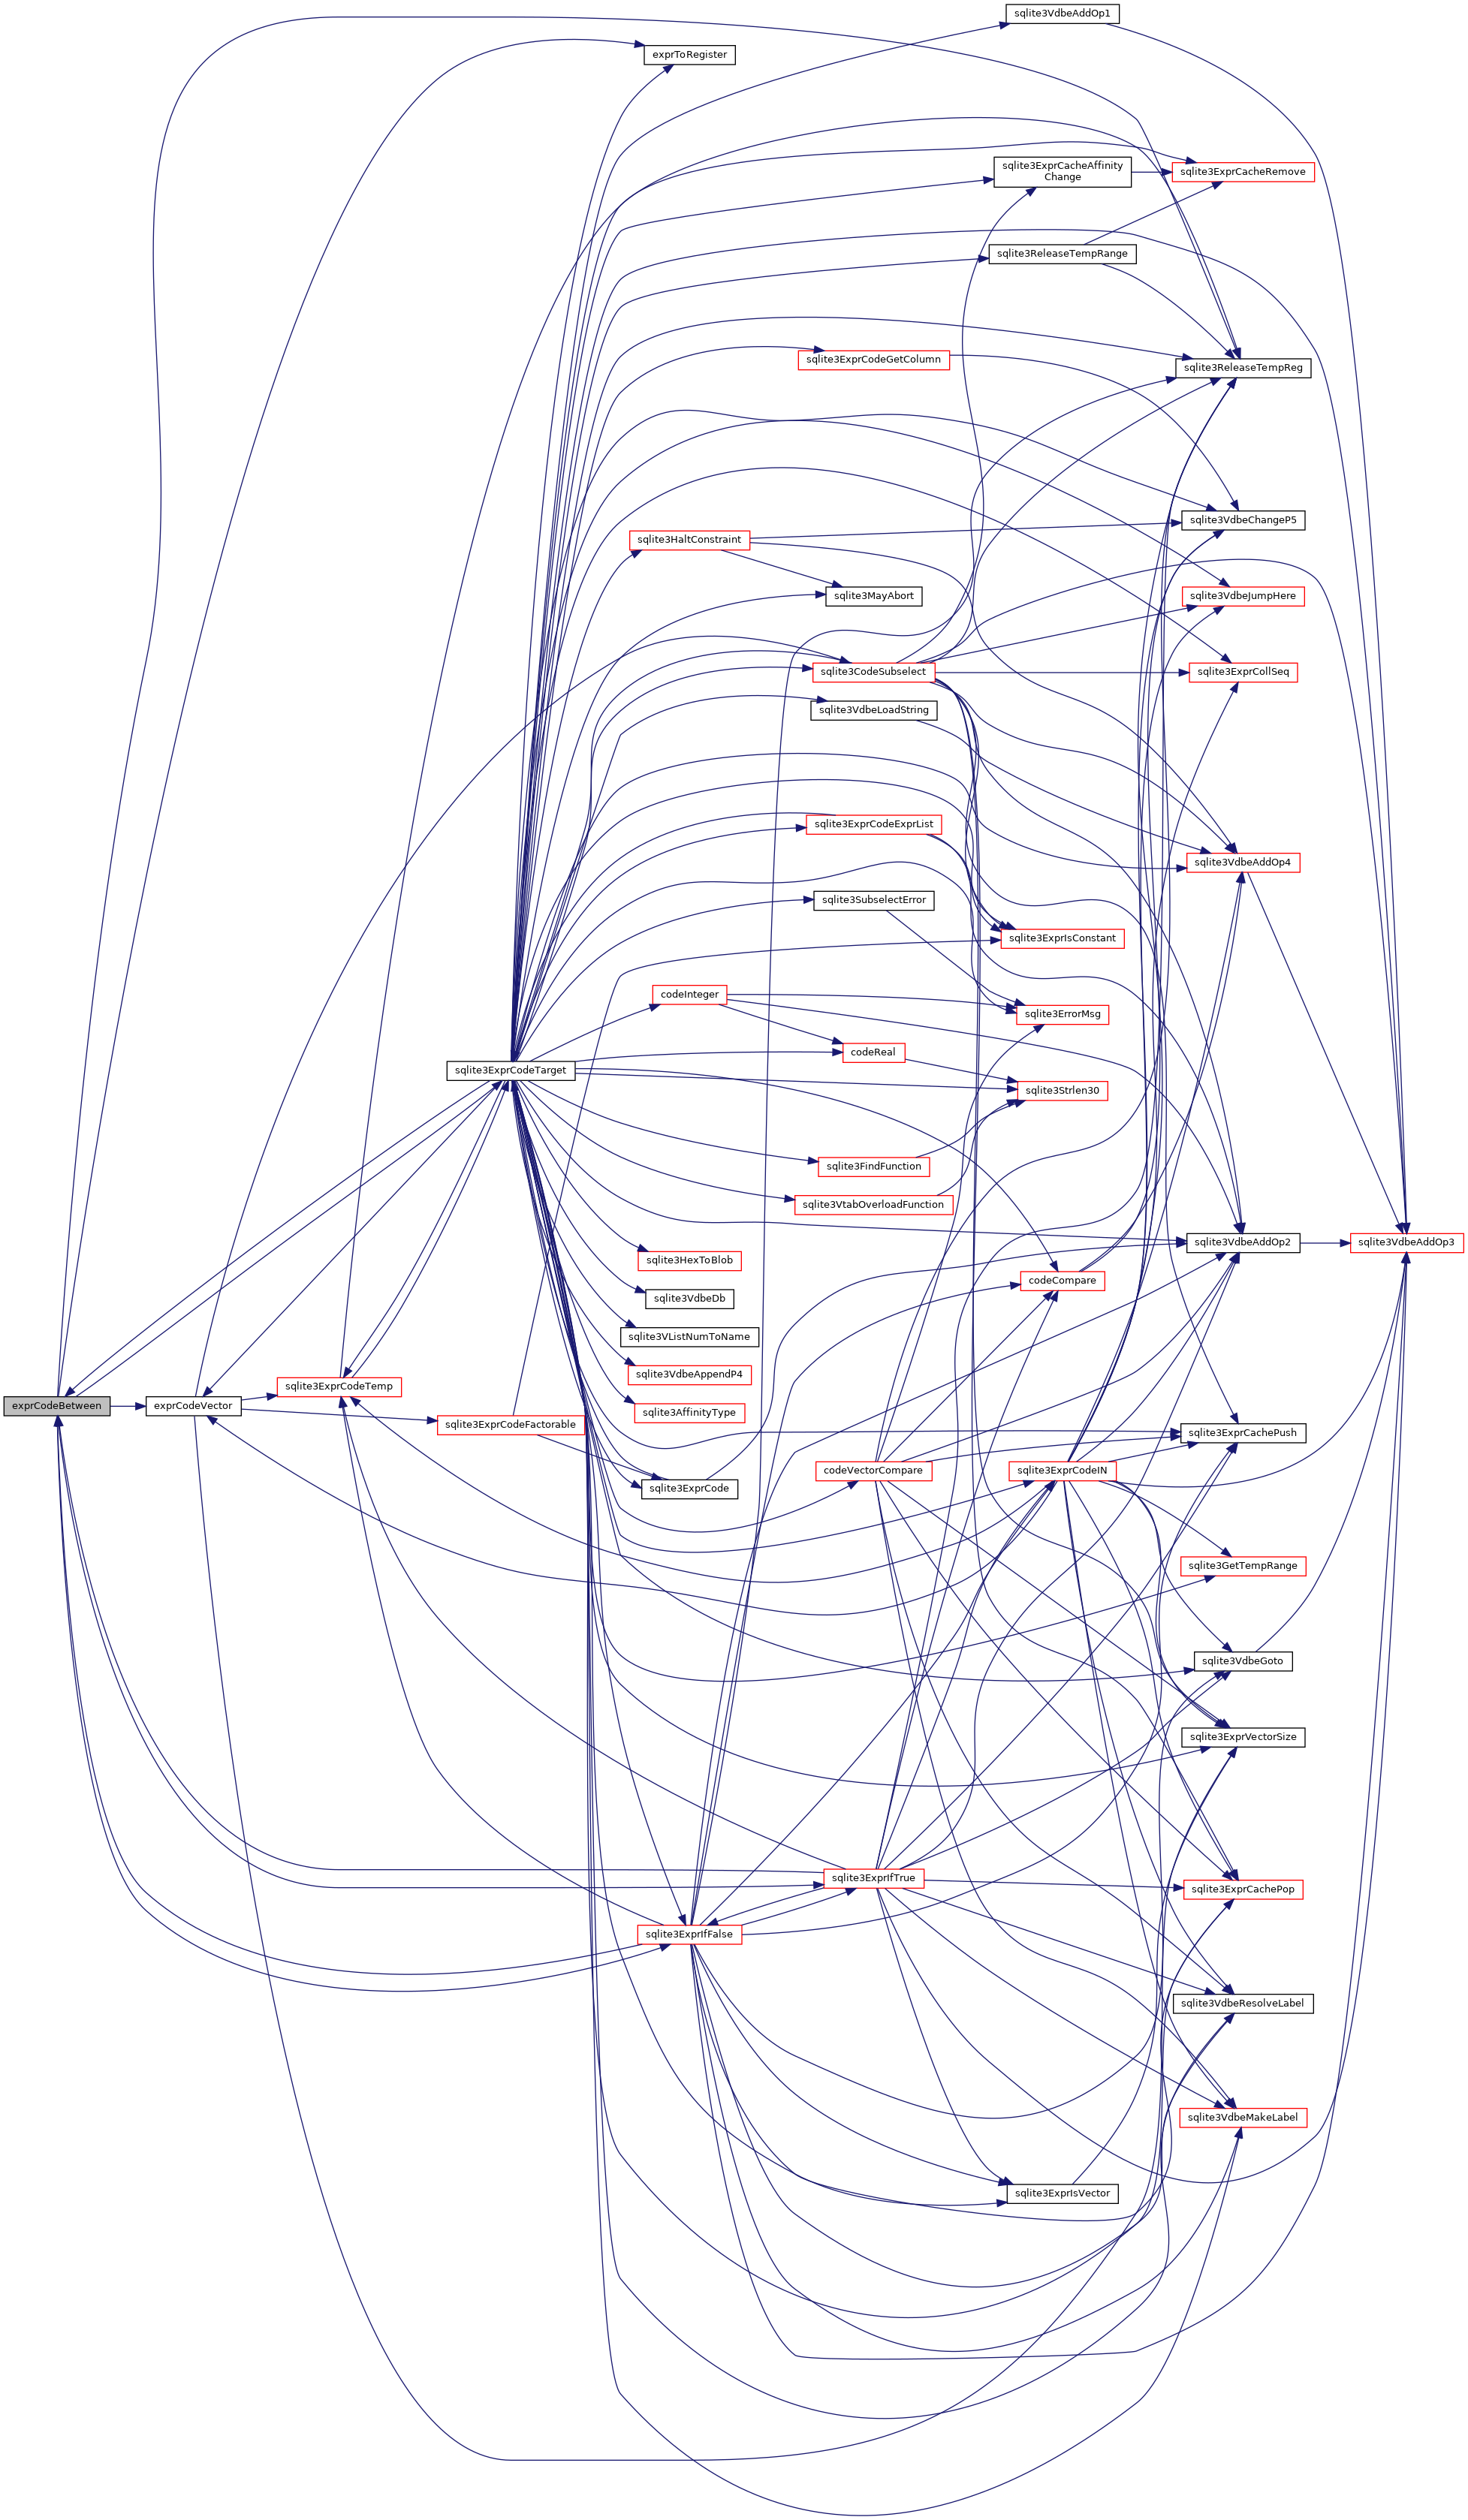 sqlite3VdbeAddOp1
exprToRegister
sqlite3ExprCacheAffinity
Change
sqlite3ExprCacheRemove
sqlite3ReleaseTempRange
sqlite3ExprCodeGetColumn
sqlite3ReleaseTempReg
sqlite3VdbeChangeP5
sqlite3HaltConstraint
sqlite3MayAbort
sqlite3VdbeJumpHere
sqlite3CodeSubselect
sqlite3ExprCollSeq
sqlite3VdbeLoadString
sqlite3ExprCodeExprList
sqlite3VdbeAddOp4
sqlite3SubselectError
sqlite3ExprIsConstant
codeInteger
sqlite3ErrorMsg
codeReal
sqlite3ExprCodeTarget
sqlite3Strlen30
sqlite3FindFunction
sqlite3VtabOverloadFunction
sqlite3VdbeAddOp2
sqlite3VdbeAddOp3
sqlite3HexToBlob
codeCompare
sqlite3VdbeDb
sqlite3VListNumToName
sqlite3VdbeAppendP4
sqlite3ExprCodeTemp
exprCodeBetween
exprCodeVector
sqlite3AffinityType
sqlite3ExprCodeFactorable
sqlite3ExprCachePush
codeVectorCompare
sqlite3ExprCodeIN
sqlite3ExprCode
sqlite3GetTempRange
sqlite3VdbeGoto
sqlite3ExprVectorSize
sqlite3ExprIfTrue
sqlite3ExprCachePop
sqlite3ExprIfFalse
sqlite3VdbeResolveLabel
sqlite3VdbeMakeLabel
sqlite3ExprIsVector